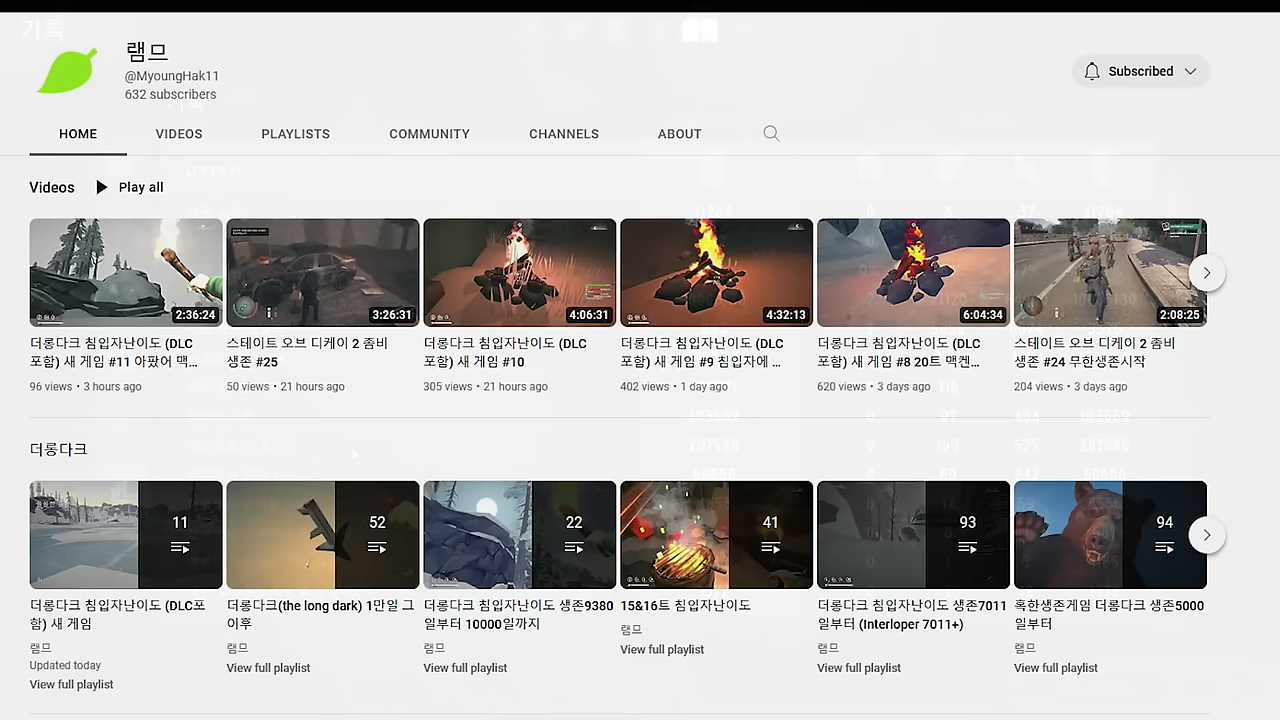 기록
램므
@MyoungHak11
632 subscribers
Subscribed
HOME VIDEOS PLAYLISTS COMMUNITY CHANNELS ABOUT
Videos Play all
2:36:24 3:26:31 4:06:31 4:32:13 6:04:34 2:08:25
더롱다크 침입자난이도 (DLC
포함) 새 게임 #11 아팠어 맥...
96 views • 3 hours ago
스테이트 오브 디케이 2 좀비
생존 #25
50 views • 21 hours ago
더롱다크 침입자난이도 (DLC
포함) 새 게임 #10
305 views • 21 hours ago
더롱다크 침입자난이도 (DLC
포함) 새 게임 #9 침입자에 ...
402 views • 1 day ago
더롱다크 침입자난이도 (DLC
포함) 새 게임 #8 20트 맥켄...
620 views • 3 days ago
스테이트 오브 디케이 2 좀비
생존 #24 무한생존시작
204 views • 3 days ago
더롱다크
11 52 22 41 93 94
더롱다크 침입자난이도 (DLC포
함) 새 게임
램므
Updated today
View full playlist
더롱다크(the long dark) 1만일 그
이후
램므
View full playlist
더롱다크 침입자난이도 생존9380
일부터 10000일까지
램므
View full playlist
15&16트 침입자난이도
램므
View full playlist
더롱다크 침입자난이도 생존7011
일부터 (Interloper 7011+)
램므
View full playlist
혹한생존게임 더롱다크 생존5000
일부터
램므
View full playlist